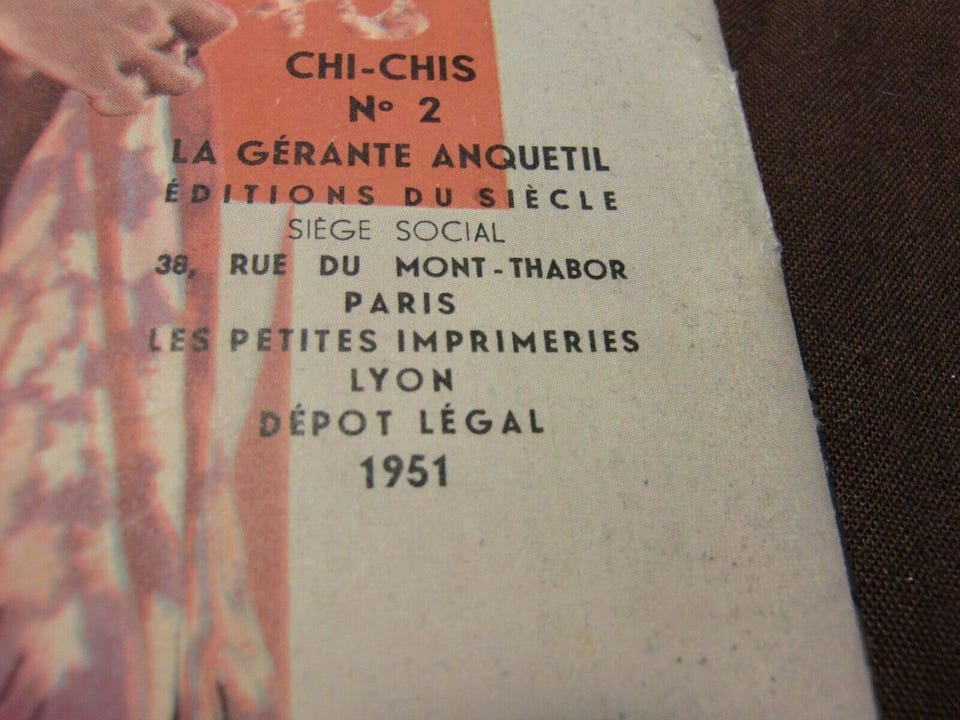 CHI-CHIS
Nº 2
LA GÉRANTE ANQUETIL
ÉDITIONS DU SIÈCLE
SIÈGE SOCIAL
38, RUE DU MONT-THABOR
PARIS
LES PETITES IMPRIMERIES
LYON
DÉPOT LÉGAL
1951